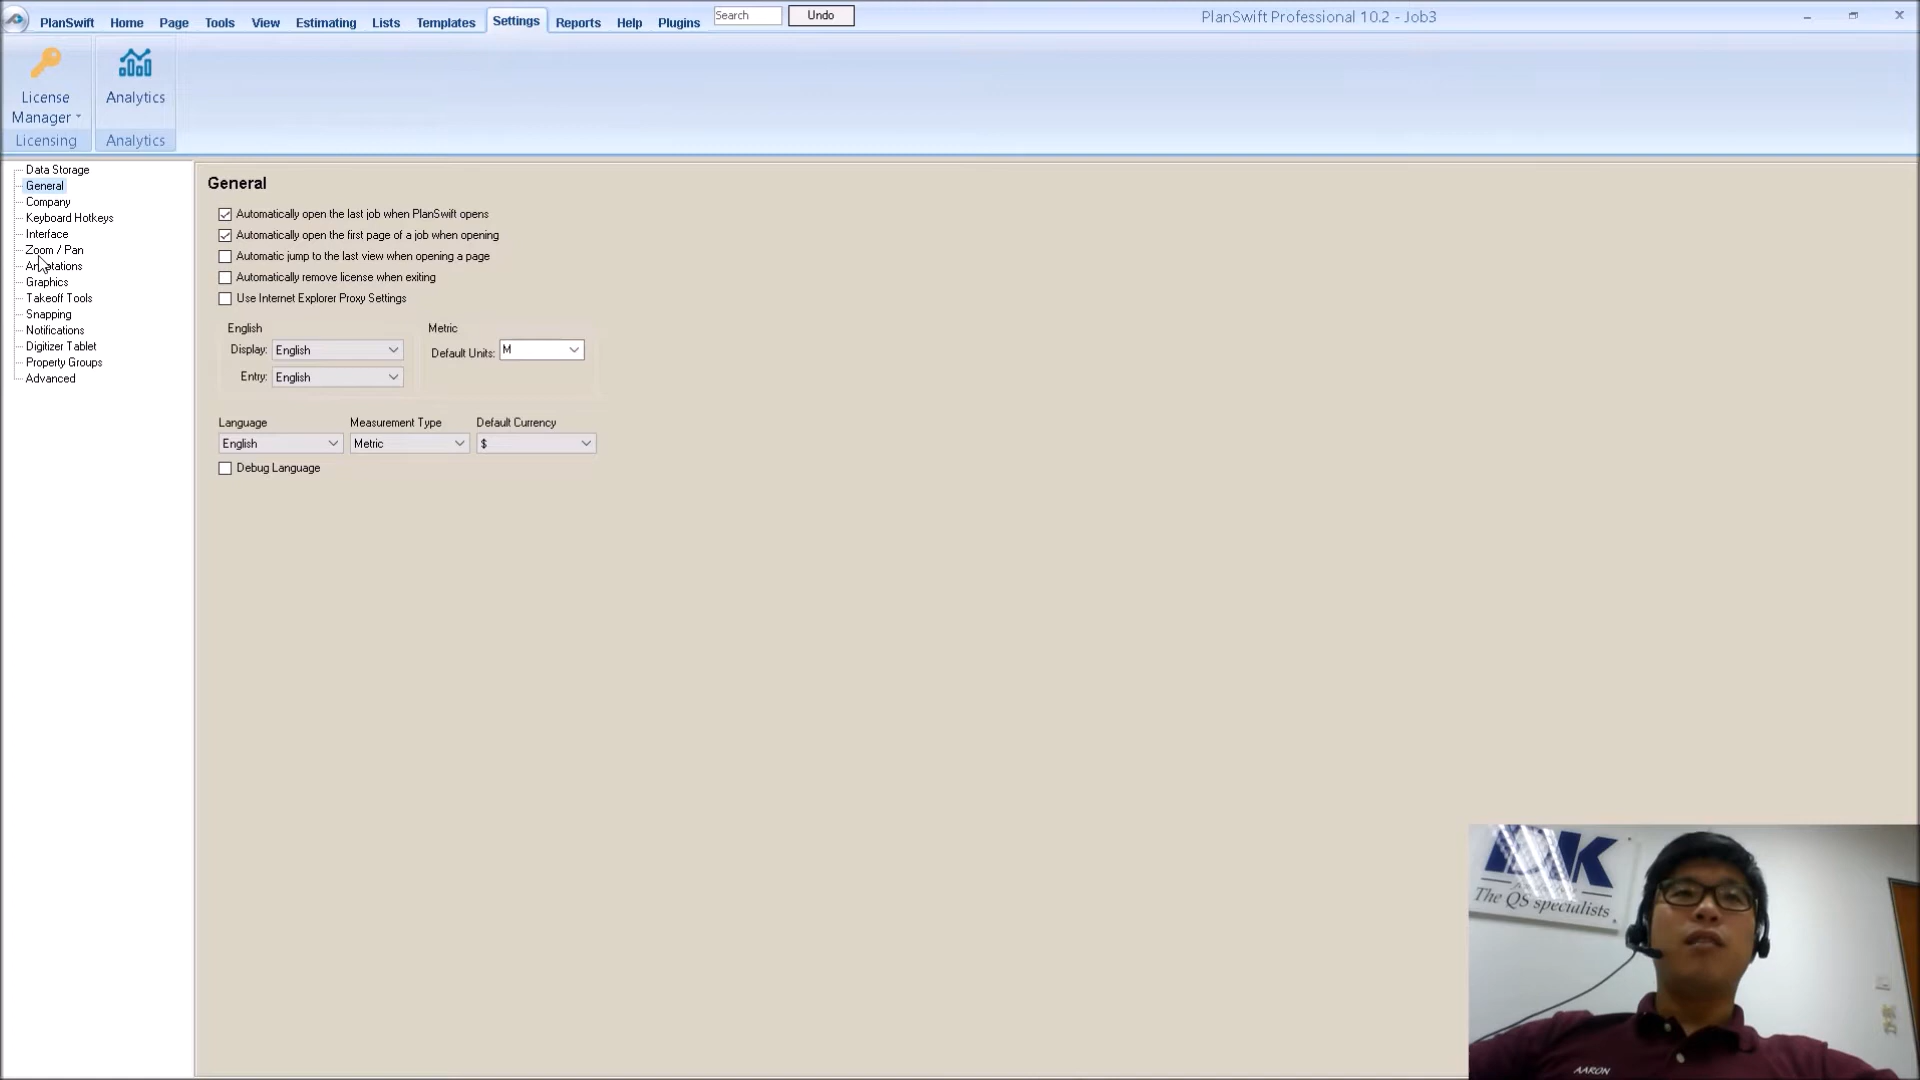 PlanSwift Home Page Tools View Estimating Lists Templates Settings Reports Help Plugins Search Undo PlanSwift Professional 10.2 - Job3
License Manager
Analytics
Licensing
Analytics
Data Storage
General
Company
Keyboard Hotkeys
Interface
Zoom / Pan
Graphics
Takeoff Tools
Snapping
Notifications
Digitizer Tablet
Property Groups
Advanced
General
Automatically open the last job when PlanSwift opens
Automatically open the first page of a job when opening
Automatic jump to the last view when opening a page
Automatically remove license when exiting
Use Internet Explorer Proxy Settings
English
Metric
Display: English
Default Units: M
Entry: English
Language
Measurement Type
Default Currency
English
Metric
$
Debug Language
The QS specialists
AARON